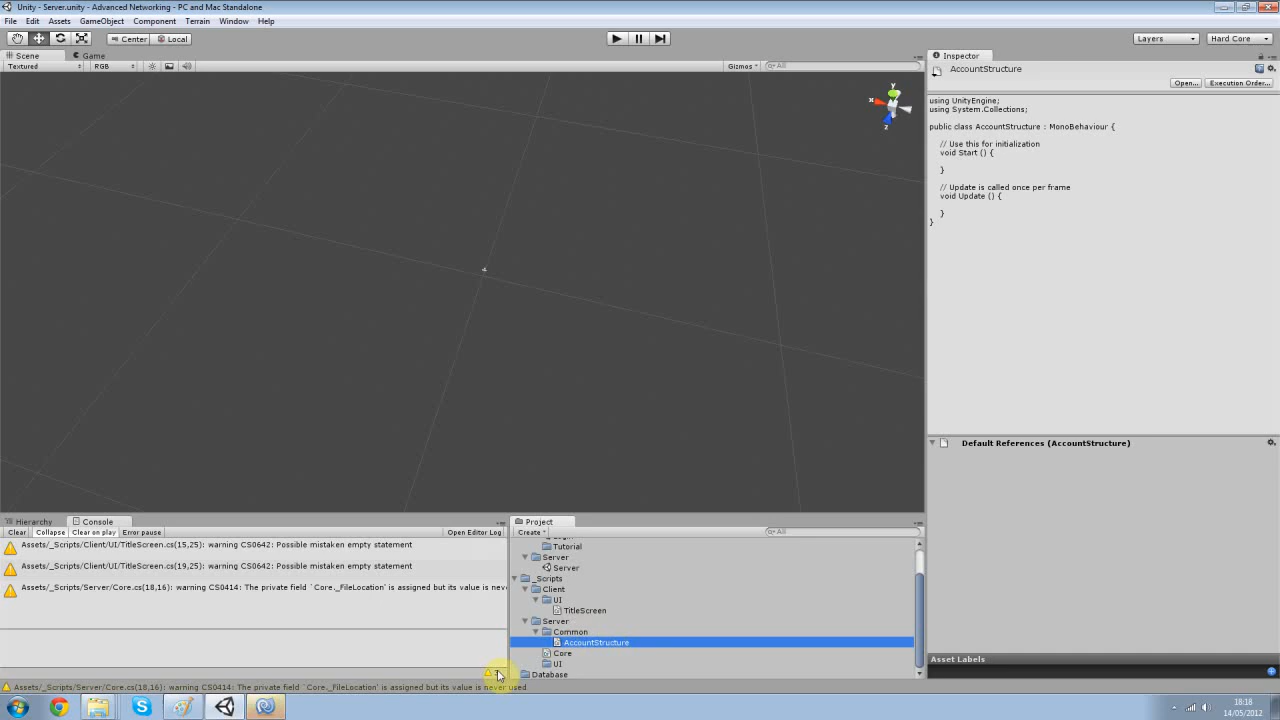 Unity - Server.unity - Advanced Networking - PC and Mac Standalone
File Edit Assets GameObject Component Terrain Window Help
Center Local Layers Hard Core
Scene Game
Textured RGB Gizmos All
Inspector
AccountStructure
Open... Execution Order...
using UnityEngine;
using System.Collections;
public class AccountStructure : MonoBehaviour {
// Use this for initialization
void Start () {
}
// Update is called once per frame
void Update () {
}
}
y
x
z
Default References (AccountStructure)
Hierarchy Console
Clear Collapse Clear on play Error pause Open Editor Log
Assets/_Scripts/Client/UI/TitleScreen.cs(15,25): warning CS0642: Possible mistaken empty statement
Assets/_Scripts/Client/UI/TitleScreen.cs(19,25): warning CS0642: Possible mistaken empty statement
Assets/_Scripts/Server/Core.cs(18,16): warning CS0414: The private field `Core._FileLocation' is assigned but its value is nev
Project
Create All
Tutorial
Server
Server
_Scripts
Client
UI
TitleScreen
Server
Common
AccountStructure
Core
UI
Database
Asset Labels
Assets/_Scripts/Server/Core.cs(18,16): warning CS0414: The private field `Core._FileLocation' is assigned but its value is never used
18:18
14/05/2012